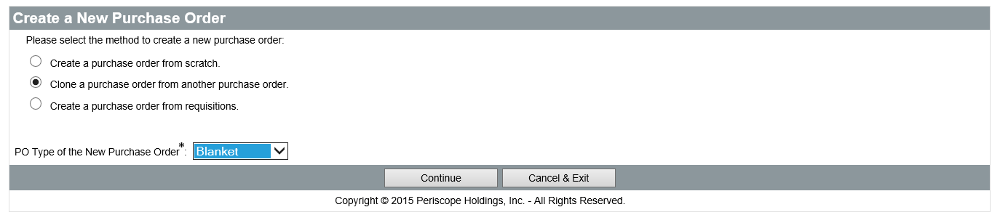 Create a New Purchase Order
Please select the method to create a new purchase order:
Create a purchase order from scratch.
Clone a purchase order from another purchase order.
Create a purchase order from requisitions.
PO Type of the New Purchase Order*: Blanket
Continue Cancel & Exit
Copyright © 2015 Periscope Holdings, Inc. - All Rights Reserved.